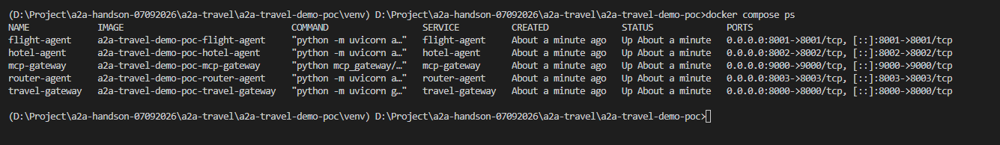 (D:\Project\a2a-handson-07092026\a2a-travel\a2a-travel-demo-poc\venv) D:\Project\a2a-handson-07092026\a2a-travel\a2a-travel-demo-poc>docker compose ps
NAME IMAGE COMMAND SERVICE CREATED STATUS PORTS
flight-agent a2a-travel-demo-poc-flight-agent "python -m uvicorn a…" flight-agent About a minute ago Up About a minute 0.0.0.0:8001->8001/tcp, [::]:8001->8001/tcp
hotel-agent a2a-travel-demo-poc-hotel-agent "python -m uvicorn a…" hotel-agent About a minute ago Up About a minute 0.0.0.0:8002->8002/tcp, [::]:8002->8002/tcp
mcp-gateway a2a-travel-demo-poc-mcp-gateway "python mcp_gateway/…" mcp-gateway About a minute ago Up About a minute 0.0.0.0:9000->9000/tcp, [::]:9000->9000/tcp
router-agent a2a-travel-demo-poc-router-agent "python -m uvicorn a…" router-agent About a minute ago Up About a minute 0.0.0.0:8003->8003/tcp, [::]:8003->8003/tcp
travel-gateway a2a-travel-demo-poc-travel-gateway "python -m uvicorn g…" travel-gateway About a minute ago Up About a minute 0.0.0.0:8000->8000/tcp, [::]:8000->8000/tcp
(D:\Project\a2a-handson-07092026\a2a-travel\a2a-travel-demo-poc\venv) D:\Project\a2a-handson-07092026\a2a-travel\a2a-travel-demo-poc>